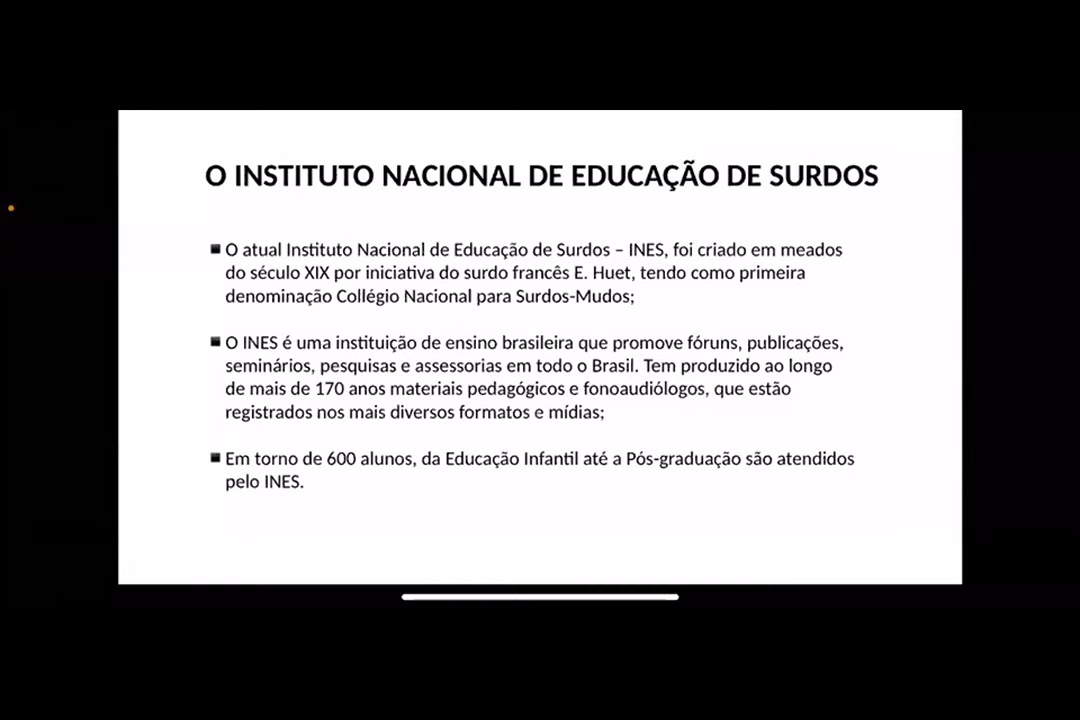 O INSTITUTO NACIONAL DE EDUCAÇÃO DE SURDOS
O atual Instituto Nacional de Educação de Surdos – INES, foi criado em meados
do século XIX por iniciativa do surdo francês E. Huet, tendo como primeira
denominação Collégio Nacional para Surdos-Mudos;
O INES é uma instituição de ensino brasileira que promove fóruns, publicações,
seminários, pesquisas e assessorias em todo o Brasil. Tem produzido ao longo
de mais de 170 anos materiais pedagógicos e fonoaudiólogos, que estão
registrados nos mais diversos formatos e mídias;
Em torno de 600 alunos, da Educação Infantil até a Pós-graduação são atendidos
pelo INES.